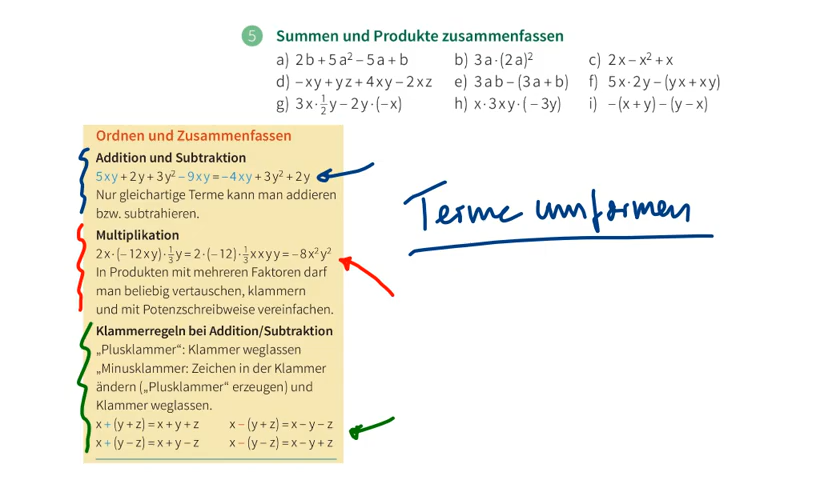 5 Summen und Produkte zusammenfassen
a) 2b + 5a² − 5a + b b) 3a·(2a)² c) 2x − x² + x
d) −xy + yz + 4xy − 2xz e) 3ab − (3a + b) f) 5x·2y − (yx + xy)
g) 3x·½y − 2y·(−x) h) x·3xy·(−3y) i) −(x + y) − (y − x)
Ordnen und Zusammenfassen
Addition und Subtraktion
5xy + 2y + 3y² − 9xy = −4xy + 3y² + 2y
Nur gleichartige Terme kann man addieren
bzw. subtrahieren.
Terme umformen
Multiplikation
2x·(−12xy)·⅓y = 2·(−12)·⅓xxyy = −8x²y²
In Produkten mit mehreren Faktoren darf
man beliebig vertauschen, klammern
und mit Potenzschreibweise vereinfachen.
Klammerregeln bei Addition/Subtraktion
„Plusklammer“: Klammer weglassen
„Minusklammer: Zeichen in der Klammer
ändern („Plusklammer“ erzeugen) und
Klammer weglassen.
x + (y + z) = x + y + z x − (y + z) = x − y − z
x + (y − z) = x + y − z x − (y − z) = x − y + z